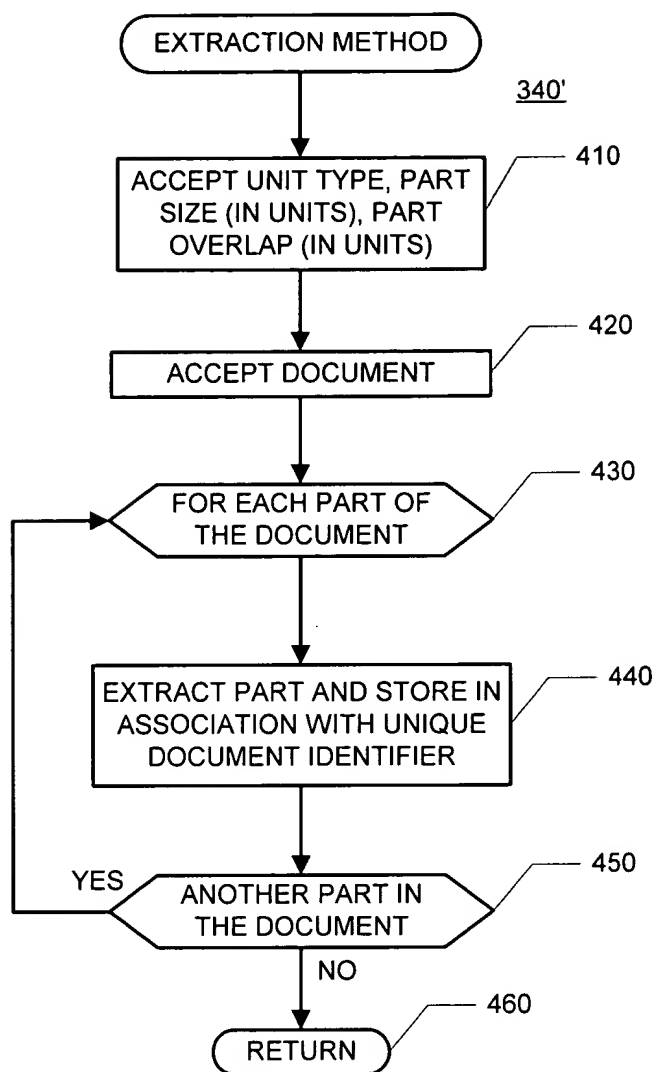 EXTRACTION METHOD
340'
410
ACCEPT UNIT TYPE, PART
SIZE (IN UNITS), PART
OVERLAP (IN UNITS)
420
ACCEPT DOCUMENT
430
FOR EACH PART OF
THE DOCUMENT
440
EXTRACT PART AND STORE IN
ASSOCIATION WITH UNIQUE
DOCUMENT IDENTIFIER
450
YES
ANOTHER PART IN
THE DOCUMENT
NO
460
RETURN